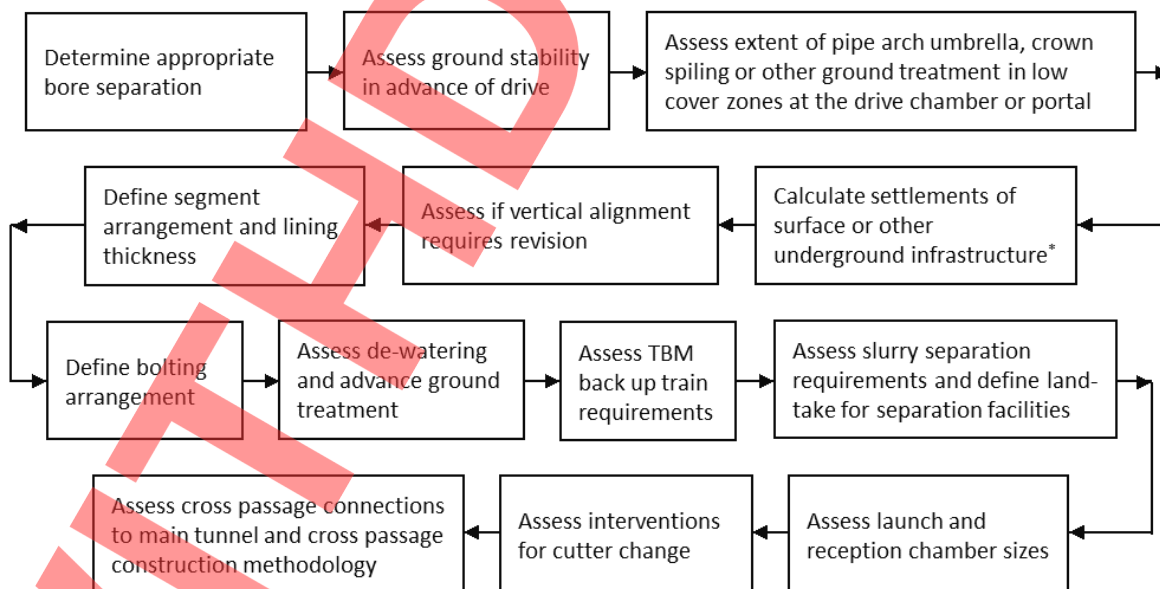 Determine appropriate
bore separation
Assess ground stability
in advance of drive
Assess extent of pipe arch umbrella, crown
spiling or other ground treatment in low
cover zones at the drive chamber or portal
Calculate settlements of
surface or other
underground infrastructure*
Assess if vertical alignment
requires revision
Define segment
arrangement and lining
thickness
Define bolting
arrangement
Assess de-watering
and advance ground
treatment
Assess TBM
back up train
requirements
Assess slurry separation
requirements and define land-
take for separation facilities
Assess launch and
reception chamber sizes
Assess interventions
for cutter change
Assess cross passage connections
to main tunnel and cross passage
construction methodology